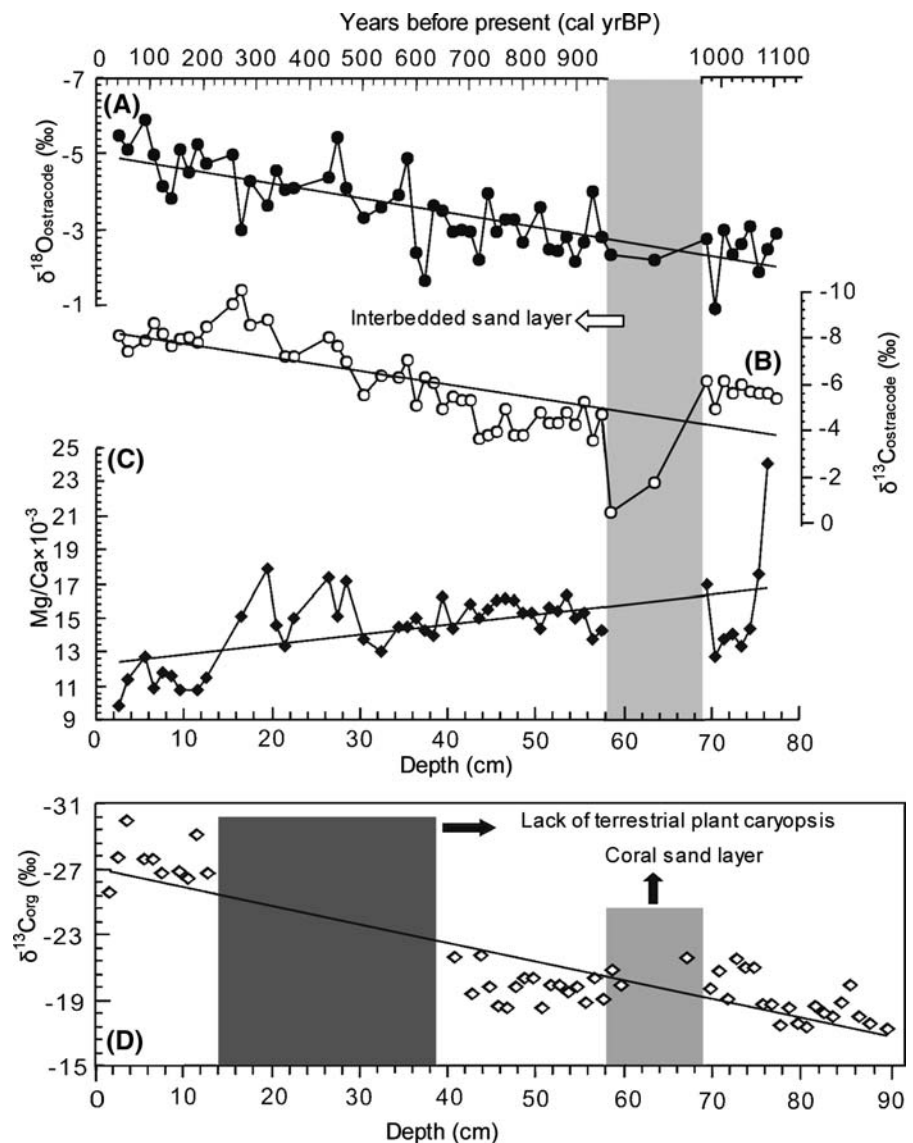 Years before present (cal yrBP)
0 100 200 300 400 500 600 700 800 900 1000 1100
(A)
-7
-5
-3
-1
δ¹⁸Oostracode (‰)
Interbedded sand layer
(B)
-10
-8
-6
-4
-2
0
δ¹³Costracode (‰)
(C)
25
23
21
19
17
15
13
11
9
Mg/Ca×10⁻³
0 10 20 30 40 50 60 70 80
Depth (cm)
-31
-27
-23
-19
-15
δ¹³Corg (‰)
Lack of terrestrial plant caryopsis
Coral sand layer
(D)
0 10 20 30 40 50 60 70 80 90
Depth (cm)